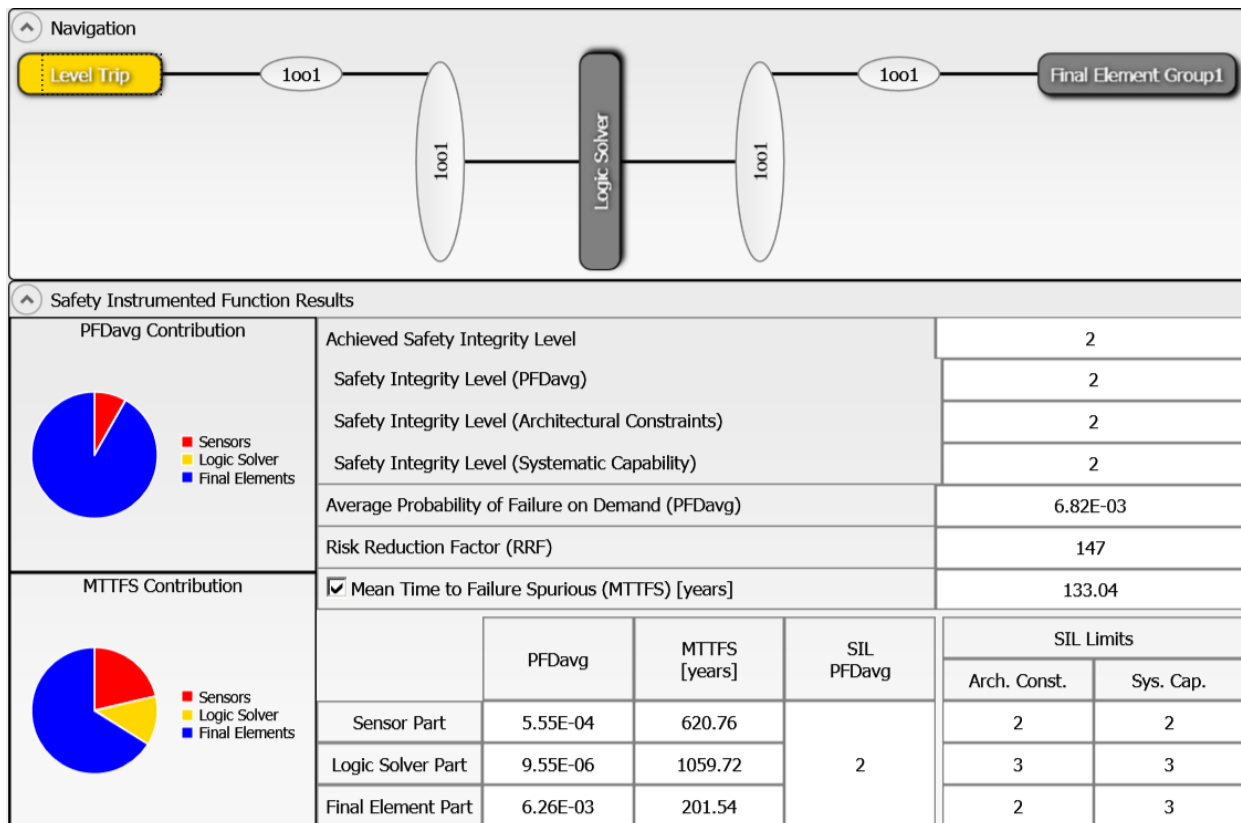 Navigation
Level Trip
1oo1
1oo1
Logic Solver
1oo1
1oo1
Final Element Group1
Safety Instrumented Function Results
PFDavg Contribution
Sensors
Logic Solver
Final Elements
MTTFS Contribution
Sensors
Logic Solver
Final Elements
Achieved Safety Integrity Level 2
Safety Integrity Level (PFDavg) 2
Safety Integrity Level (Architectural Constraints) 2
Safety Integrity Level (Systematic Capability) 2
Average Probability of Failure on Demand (PFDavg) 6.82E-03
Risk Reduction Factor (RRF) 147
Mean Time to Failure Spurious (MTTFS) [years] 133.04
PFDavg
MTTFS
[years]
SIL
PFDavg
SIL Limits
Arch. Const. Sys. Cap.
Sensor Part 5.55E-04 620.76 2 2
Logic Solver Part 9.55E-06 1059.72 2 3 3
Final Element Part 6.26E-03 201.54 2 3